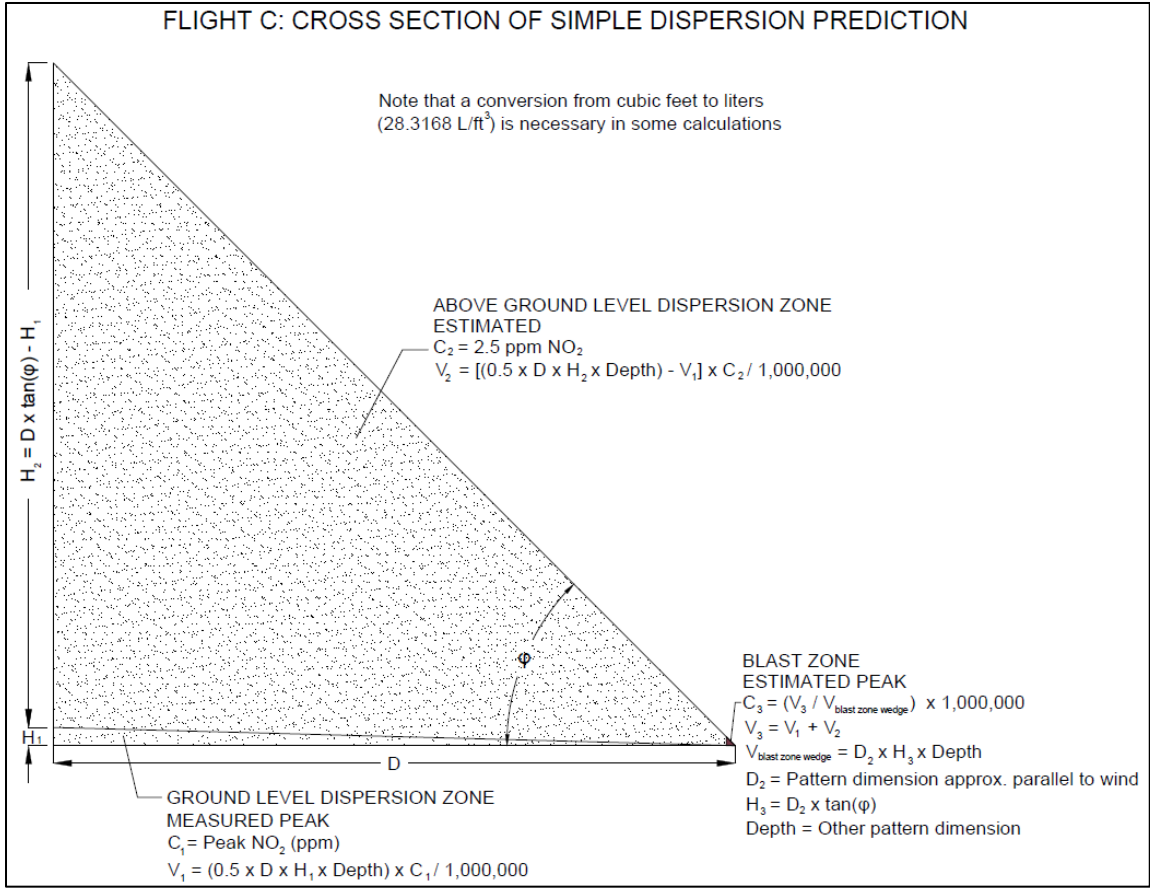 FLIGHT C: CROSS SECTION OF SIMPLE DISPERSION PREDICTION
Note that a conversion from cubic feet to liters
(28.3168 L/ft³) is necessary in some calculations
H₂ = D x tan(φ) - H₁
ABOVE GROUND LEVEL DISPERSION ZONE
ESTIMATED
C₂ = 2.5 ppm NO₂
V₂ = [(0.5 x D x H₂ x Depth) - V₁] x C₂ / 1,000,000
φ
H₁
D
BLAST ZONE
ESTIMATED PEAK
C₃ = (V₃ / V_blast zone wedge) x 1,000,000
V₃ = V₁ + V₂
V_blast zone wedge = D₂ x H₃ x Depth
D₂ = Pattern dimension approx. parallel to wind
H₃ = D₂ x tan(φ)
Depth = Other pattern dimension
GROUND LEVEL DISPERSION ZONE
MEASURED PEAK
C₁ = Peak NO₂ (ppm)
V₁ = (0.5 x D x H₁ x Depth) x C₁ / 1,000,000